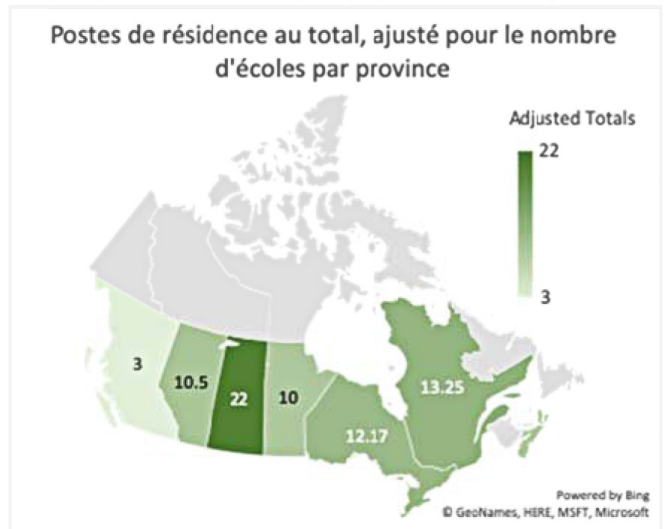 Postes de résidence au total, ajusté pour le nombre
d'écoles par province
Adjusted Totals
22
3
3
10.5
22
10
13.25
12.17
Powered by Bing
© GeoNames, HERE, MSFT, Microsoft